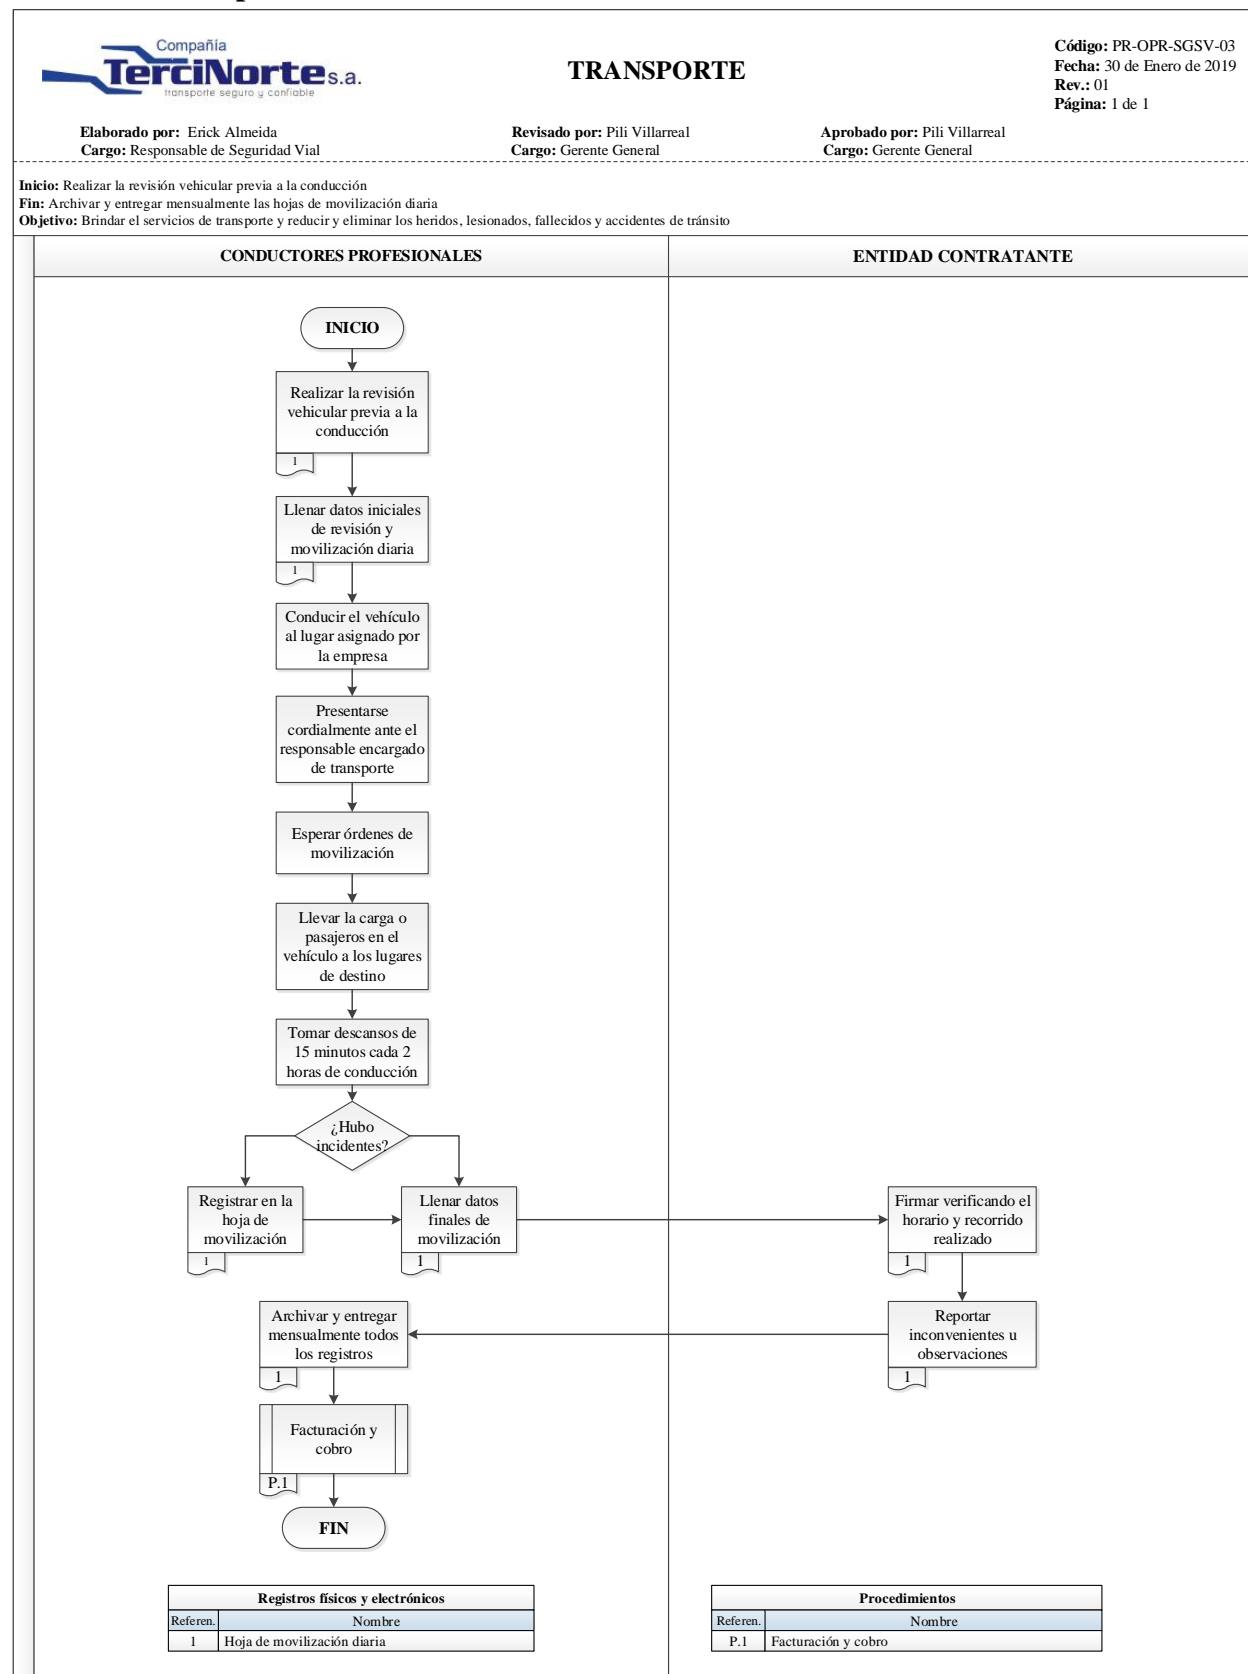 Compañía
TerciNorte s.a.
transporte seguro y confiable
TRANSPORTE
Código: PR-OPR-SGSV-03
Fecha: 30 de Enero de 2019
Rev.: 01
Página: 1 de 1
Elaborado por: Erick Almeida
Cargo: Responsable de Seguridad Vial
Revisado por: Pili Villarreal
Cargo: Gerente General
Aprobado por: Pili Villarreal
Cargo: Gerente General
Inicio: Realizar la revisión vehicular previa a la conducción
Fin: Archivar y entregar mensualmente las hojas de movilización diaria
Objetivo: Brindar el servicios de transporte y reducir y eliminar los heridos, lesionados, fallecidos y accidentes de tránsito
CONDUCTORES PROFESIONALES
ENTIDAD CONTRATANTE
INICIO
Realizar la revisión
vehicular previa a la
conducción
1
Llenar datos iniciales
de revisión y
movilización diaria
1
Conducir el vehículo
al lugar asignado por
la empresa
Presentarse
cordialmente ante el
responsable encargado
de transporte
Esperar órdenes de
movilización
Llevar la carga o
pasajeros en el
vehículo a los lugares
de destino
Tomar descansos de
15 minutos cada 2
horas de conducción
¿Hubo
incidentes?
Registrar en la
hoja de
movilización
1
Llenar datos
finales de
movilización
1
Firmar verificando el
horario y recorrido
realizado
1
Archivar y entregar
mensualmente todos
los registros
1
Reportar
inconvenientes u
observaciones
1
Facturación y
cobro
P.1
FIN
Registros físicos y electrónicos
Referen. Nombre
1 Hoja de movilización diaria
Procedimientos
Referen. Nombre
P.1 Facturación y cobro